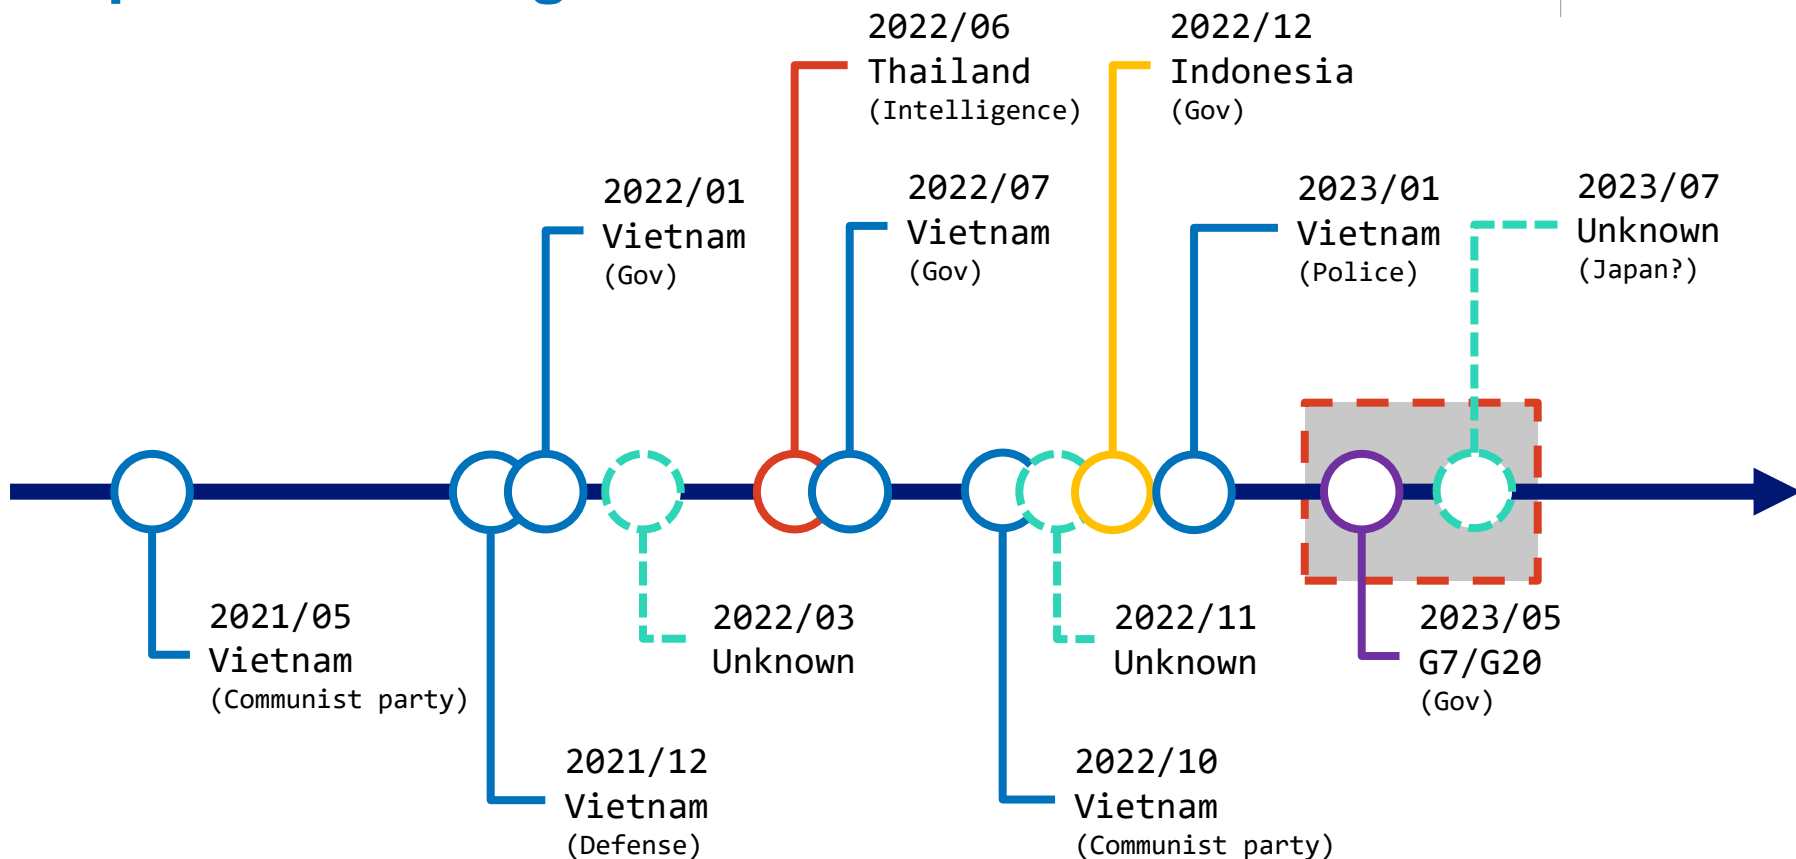 2022/06
Thailand
(Intelligence)
2022/12
Indonesia
(Gov)
2022/01
Vietnam
(Gov)
2022/07
Vietnam
(Gov)
2023/01
Vietnam
(Police)
2023/07
Unknown
(Japan?)
2021/05
Vietnam
(Communist party)
2022/03
Unknown
2022/11
Unknown
2023/05
G7/G20
(Gov)
2021/12
Vietnam
(Defense)
2022/10
Vietnam
(Communist party)